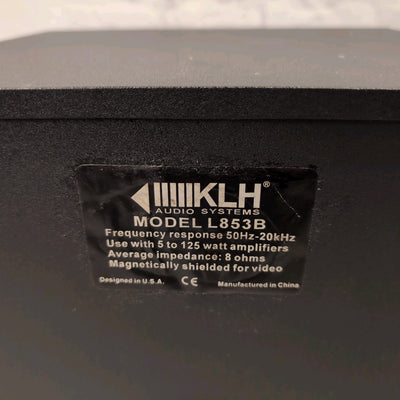 KLH®
AUDIO SYSTEMS
MODEL L853B
Frequency response 50Hz-20kHz
Use with 5 to 125 watt amplifiers
Average impedance: 8 ohms
Magnetically shielded for video
Designed in U.S.A. CE Manufactured in China